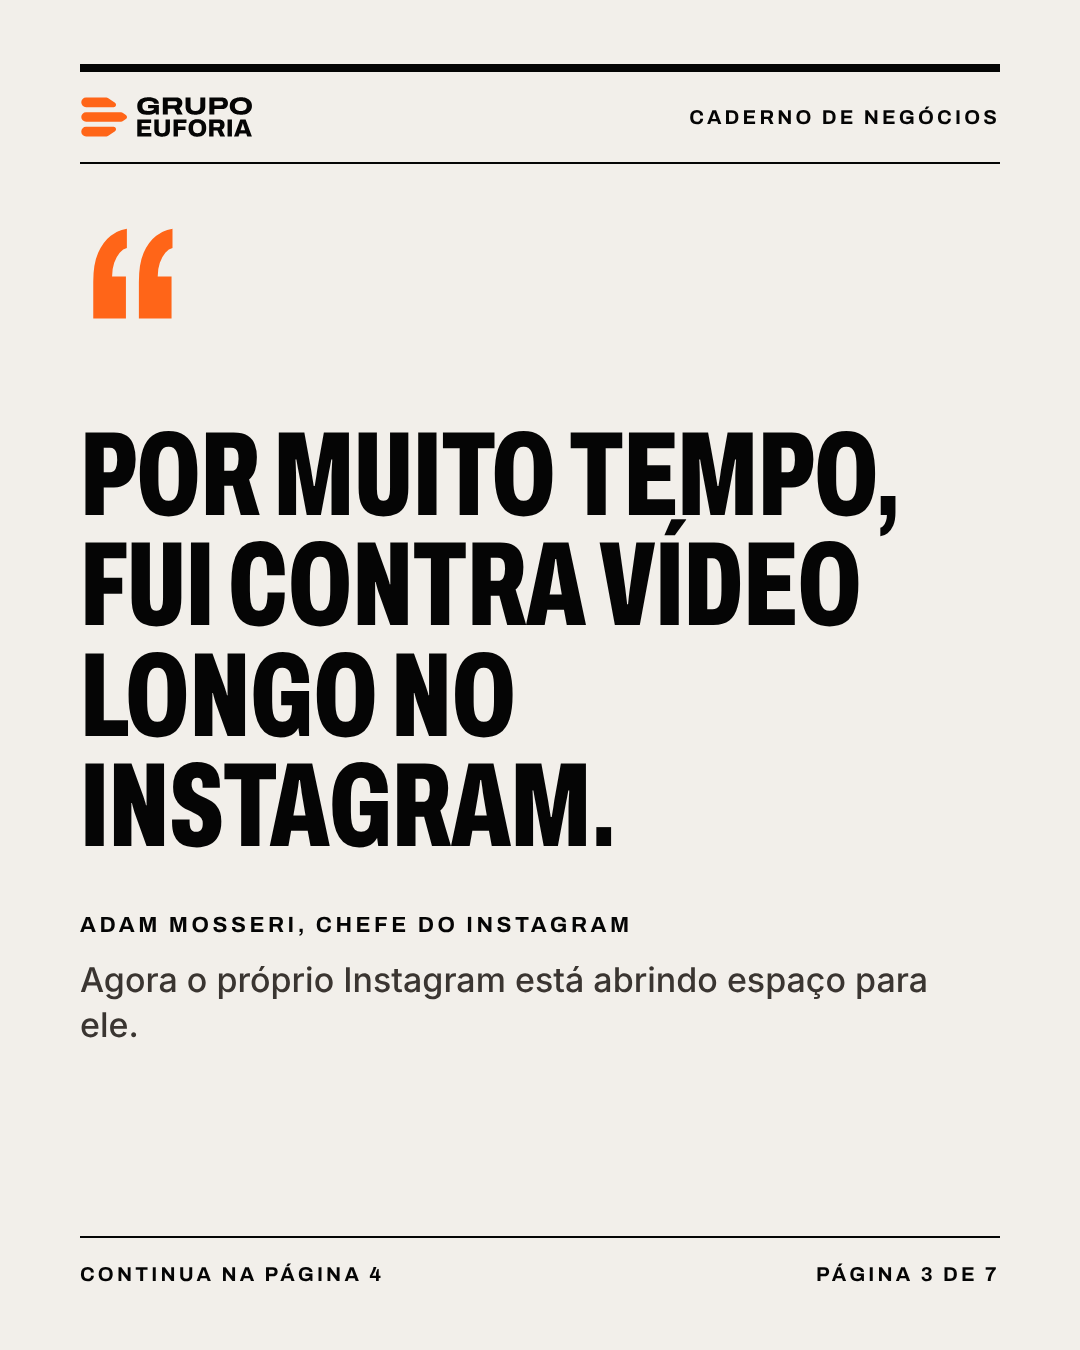 GRUPO
EUFORIA
CADERNO DE NEGÓCIOS
“
POR MUITO TEMPO,
FUI CONTRA VÍDEO
LONGO NO
INSTAGRAM.
ADAM MOSSERI, CHEFE DO INSTAGRAM
Agora o próprio Instagram está abrindo espaço para
ele.
CONTINUA NA PÁGINA 4
PÁGINA 3 DE 7